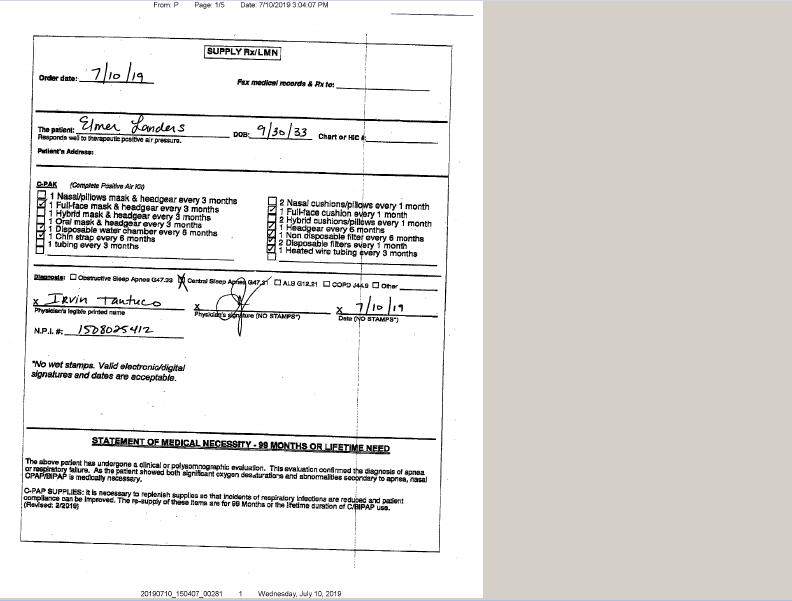 From: P Page: 1/5 Date: 7/10/2019 3:04:07 PM
SUPPLY Rx/LMN
Order date: 7/10/19 Fax medical records & Rx to:
The patient: Elmer Landers DOB: 9/30/33 Chart or HIC #:
Responds well to therapeutic positive air pressure.
Patient's Address:
C-PAK (Complete Positive Air Kit)
1 Nasal/pillows mask & headgear every 3 months
1 Full-face mask & headgear every 3 months
1 Hybrid mask & headgear every 3 months
1 Oral mask & headgear every 3 months
1 Disposable water chamber every 6 months
1 Chin strap every 6 months
1 tubing every 3 months
2 Nasal cushions/pillows every 1 month
1 Full-face cushion every 1 month
2 Hybrid cushions/pillows every 1 month
1 Headgear every 6 months
1 Non disposable filter every 6 months
2 Disposable filters every 1 month
1 Heated wire tubing every 3 months
Diagnosis: Obstructive Sleep Apnea G47.33 Central Sleep Apnea G47.31 ALS G12.21 COPD J44.9 Other
X Irvin Tantuco X X 7/10/19
Physician's legible printed name Physician's signature (NO STAMPS*) Date (NO STAMPS*)
N.P.I. #: 1508025412
*No wet stamps. Valid electronic/digital
signatures and dates are acceptable.
STATEMENT OF MEDICAL NECESSITY - 99 MONTHS OR LIFETIME NEED
The above patient has undergone a clinical or polysomnographic evaluation. This evaluation confirmed the diagnosis of apnea
or respiratory failure. As the patient showed both significant oxygen desaturations and abnormalities secondary to apnea, nasal
CPAP/BIPAP is medically necessary.
C-PAP SUPPLIES: It is necessary to replenish supplies so that incidents of respiratory infections are reduced and patient
compliance can be improved. The re-supply of these items are for 99 Months or the lifetime duration of C/BIPAP use.
(Revised: 2/2019)
20190710_150407_00281 1 Wednesday, July 10, 2019